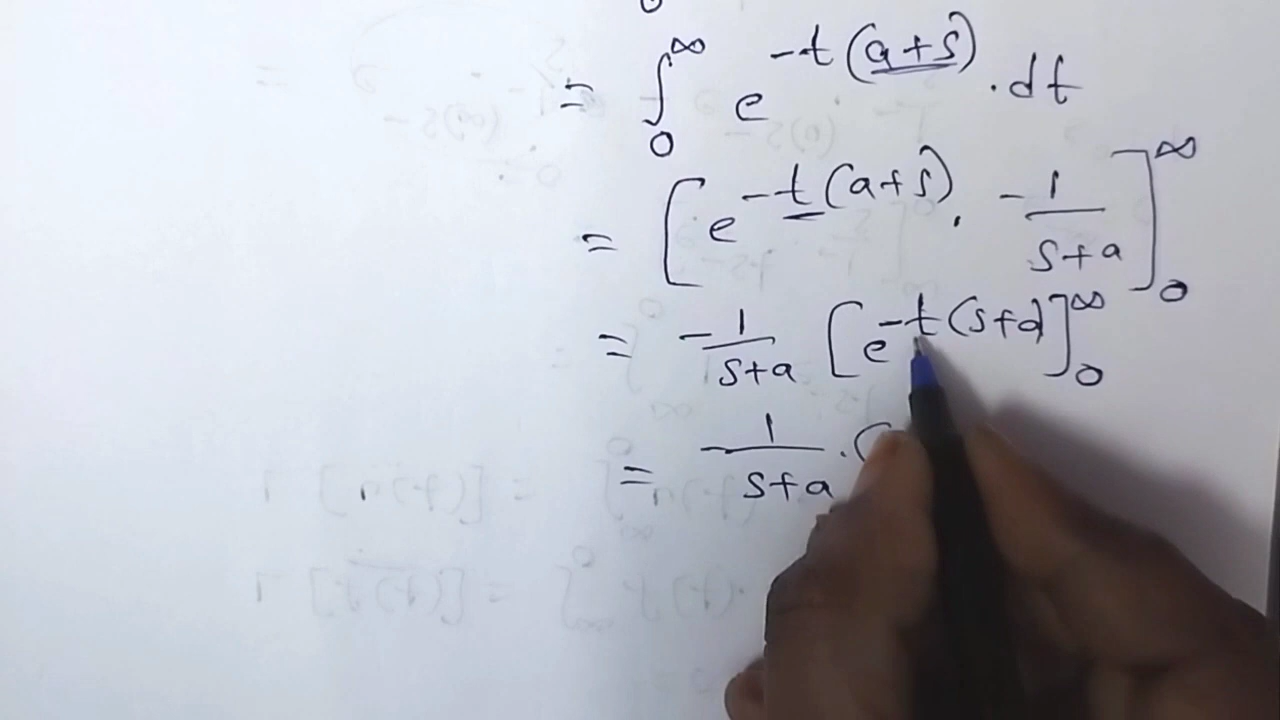 = ∫₀^∞ e^{-t(a+s)} . dt
= [e^{-t(a+s)} . -1/(s+a)]₀^∞
= -1/(s+a) [e^{-t(s+a)}]₀^∞
= -1/(s+a) . (